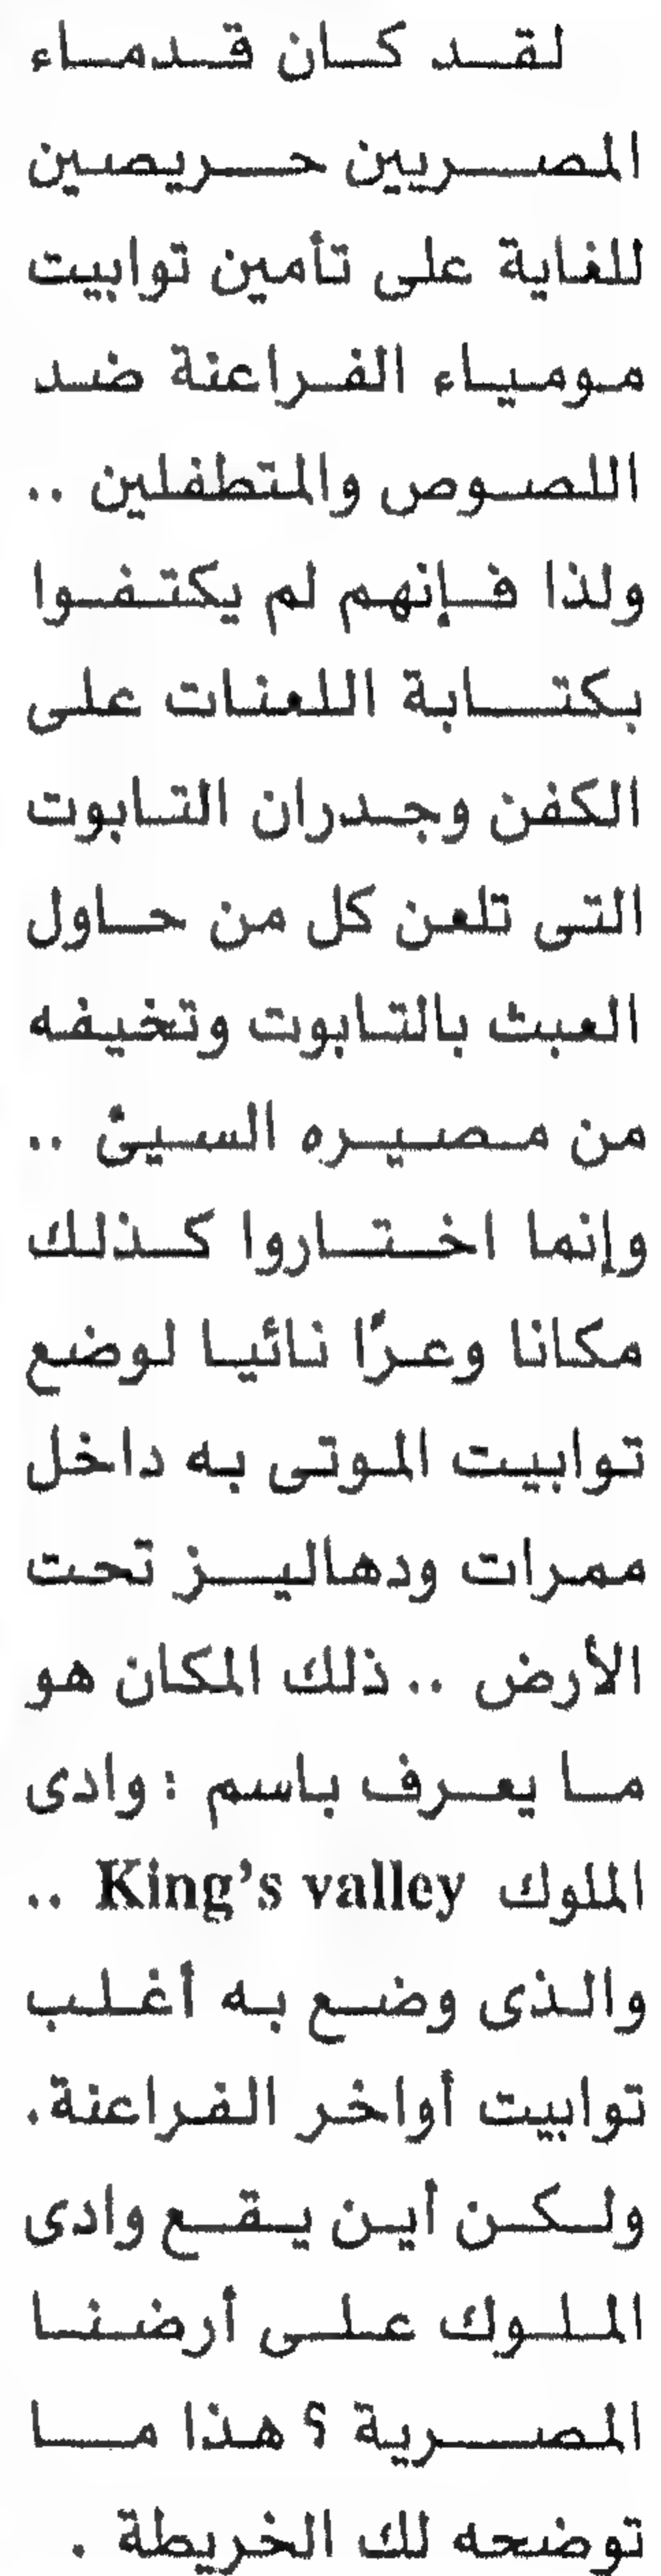 لقد كان قدماء
المصريين حريصين
للغاية على تأمين توابيت
مومياء الفراعنة ضد
اللصوص والمتطفلين ..
ولذا فإنهم لم يكتفوا
بكتابة اللعنات على
الكفن وجدران التابوت
التى تلعن كل من حاول
العبث بالتابوت وتخيفه
من مصيره السيئ ..
وإنما اختاروا كذلك
مكانا وعرًا نائيا لوضع
توابيت الموتى به داخل
ممرات ودهاليز تحت
الأرض .. ذلك المكان هو
ما يعرف باسم : وادى
الملوك King's valley ..
والذى وضع به أغلب
توابيت أواخر الفراعنة.
ولكن أين يقع وادى
الملوك على أرضنا
المصرية ؟ هذا ما
توضحه لك الخريطة .